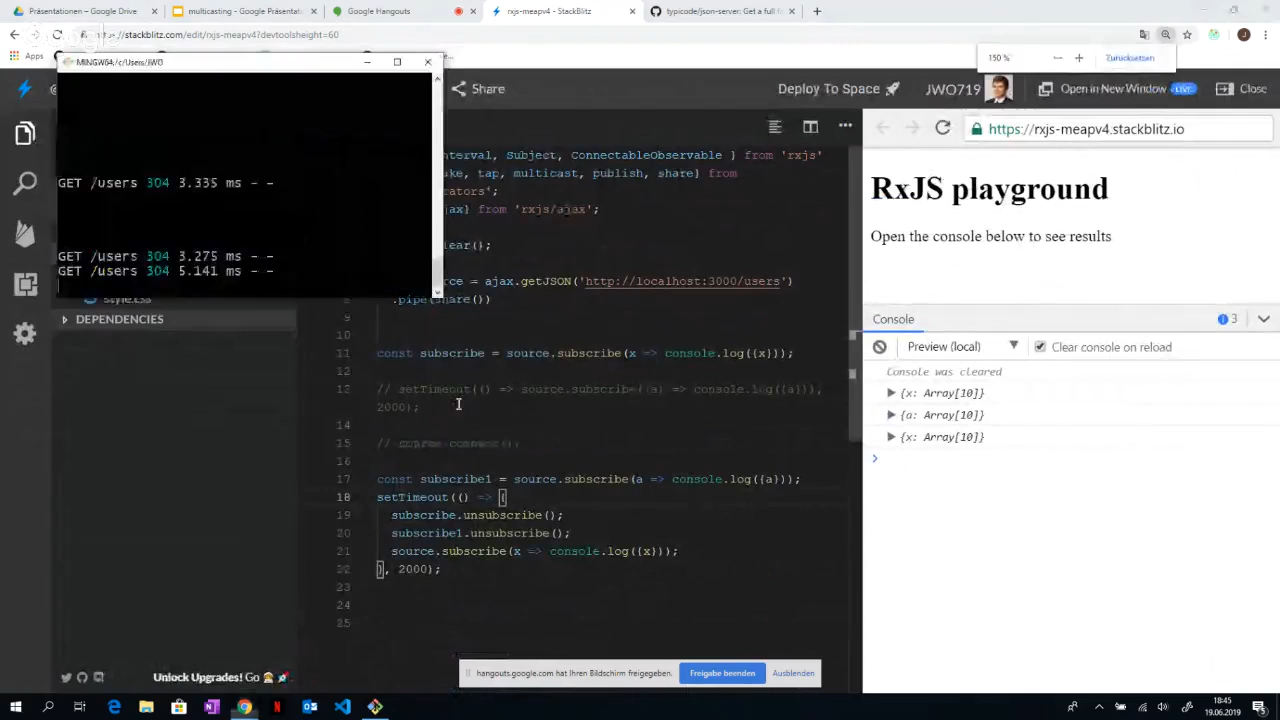 Präsentationen – Google Drive
multicasting - Google Präsentat
Google Hangouts
rxjs-meapv4 - StackBlitz
typicode/json-server: Get a full f
stackblitz.com/edit/rxjs-meapv4?devtoolsheight=60
Apps
150 %
Zurücksetzen
MINGW64:/c/Users/JWO
GET /users 304 3.335 ms - -
GET /users 304 3.275 ms - -
GET /users 304 5.141 ms - -
Share
Deploy To Space
JWO719
Open in New Window
LIVE
Close
https://rxjs-meapv4.stackblitz.io
nterval, Subject, ConnectableObservable } from 'rxjs'
ke, tap, multicast, publish, share} from
rators';
jax} from 'rxjs/ajax';
lear();
rce = ajax.getJSON('http://localhost:3000/users')
.pipe(share())
9
10
11 const subscribe = source.subscribe(x => console.log({x}));
12
13 // setTimeout(() => source.subscribe((a) => console.log({a})),
2000);
14
15 //
16
17 const subscribe1 = source.subscribe(a => console.log({a}));
18 setTimeout(() => {
19 subscribe.unsubscribe();
20 subscribe1.unsubscribe();
21 source.subscribe(x => console.log({x}));
22 }, 2000);
23
24
25
style.css
DEPENDENCIES
Unlock Upgrades!
RxJS playground
Open the console below to see results
Console
3
Preview (local)
Clear console on reload
Console was cleared
{x: Array[10]}
{a: Array[10]}
{x: Array[10]}
hangouts.google.com hat Ihren Bildschirm freigegeben.
Freigabe beenden
Ausblenden
18:45
19.06.2019